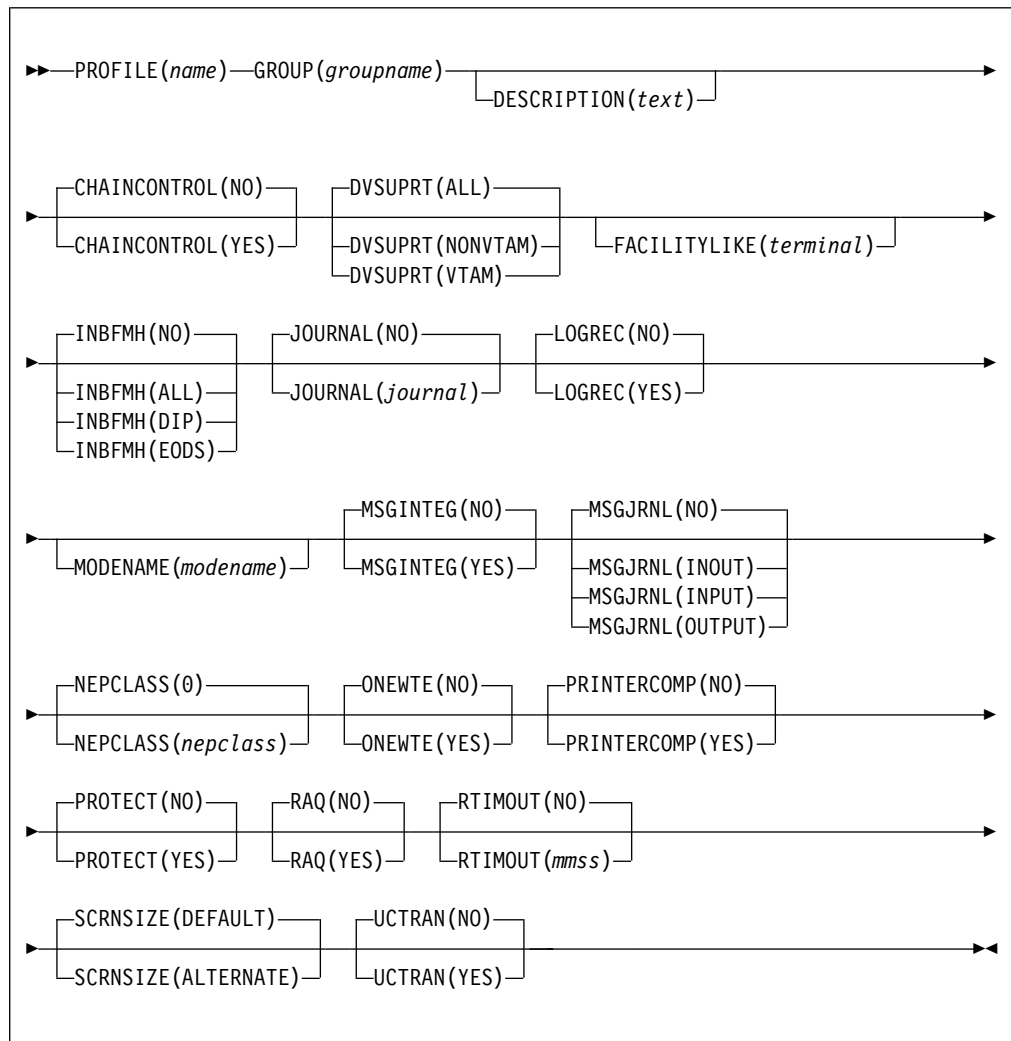 PROFILE(name) GROUP(groupname)
DESCRIPTION(text)
CHAINCONTROL(NO) DVSUPRT(ALL)
CHAINCONTROL(YES) DVSUPRT(NONVTAM) FACILITYLIKE(terminal)
DVSUPRT(VTAM)
INBFMH(NO) JOURNAL(NO) LOGREC(NO)
INBFMH(ALL) JOURNAL(journal) LOGREC(YES)
INBFMH(DIP)
INBFMH(EODS)
MSGINTEG(NO) MSGJRNL(NO)
MODENAME(modename) MSGINTEG(YES) MSGJRNL(INOUT)
MSGJRNL(INPUT)
MSGJRNL(OUTPUT)
NEPCLASS(0) ONEWTE(NO) PRINTERCOMP(NO)
NEPCLASS(nepclass) ONEWTE(YES) PRINTERCOMP(YES)
PROTECT(NO) RAQ(NO) RTIMOUT(NO)
PROTECT(YES) RAQ(YES) RTIMOUT(mmss)
SCRNSIZE(DEFAULT) UCTRAN(NO)
SCRNSIZE(ALTERNATE) UCTRAN(YES)